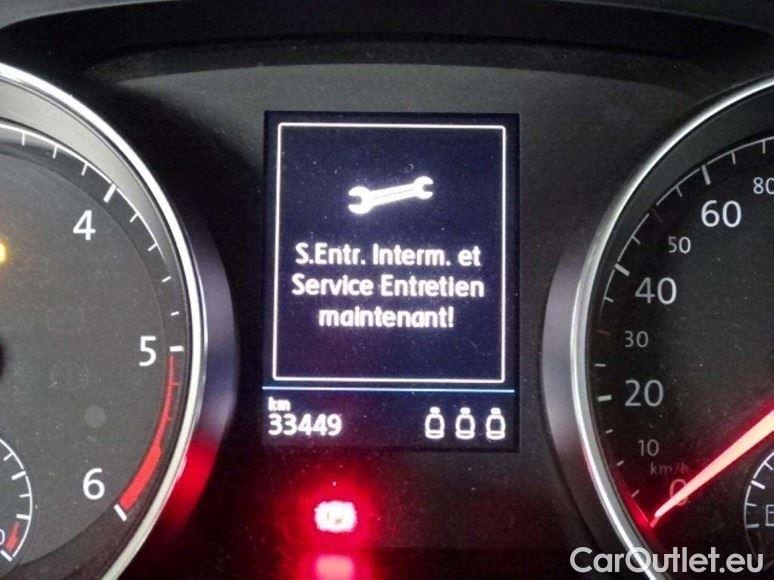 S.Entr. Interm. et
Service Entretien
maintenant!
km
33449
4
5
6
80
60
50
40
30
20
10
km/h
0
CarOutlet.eu